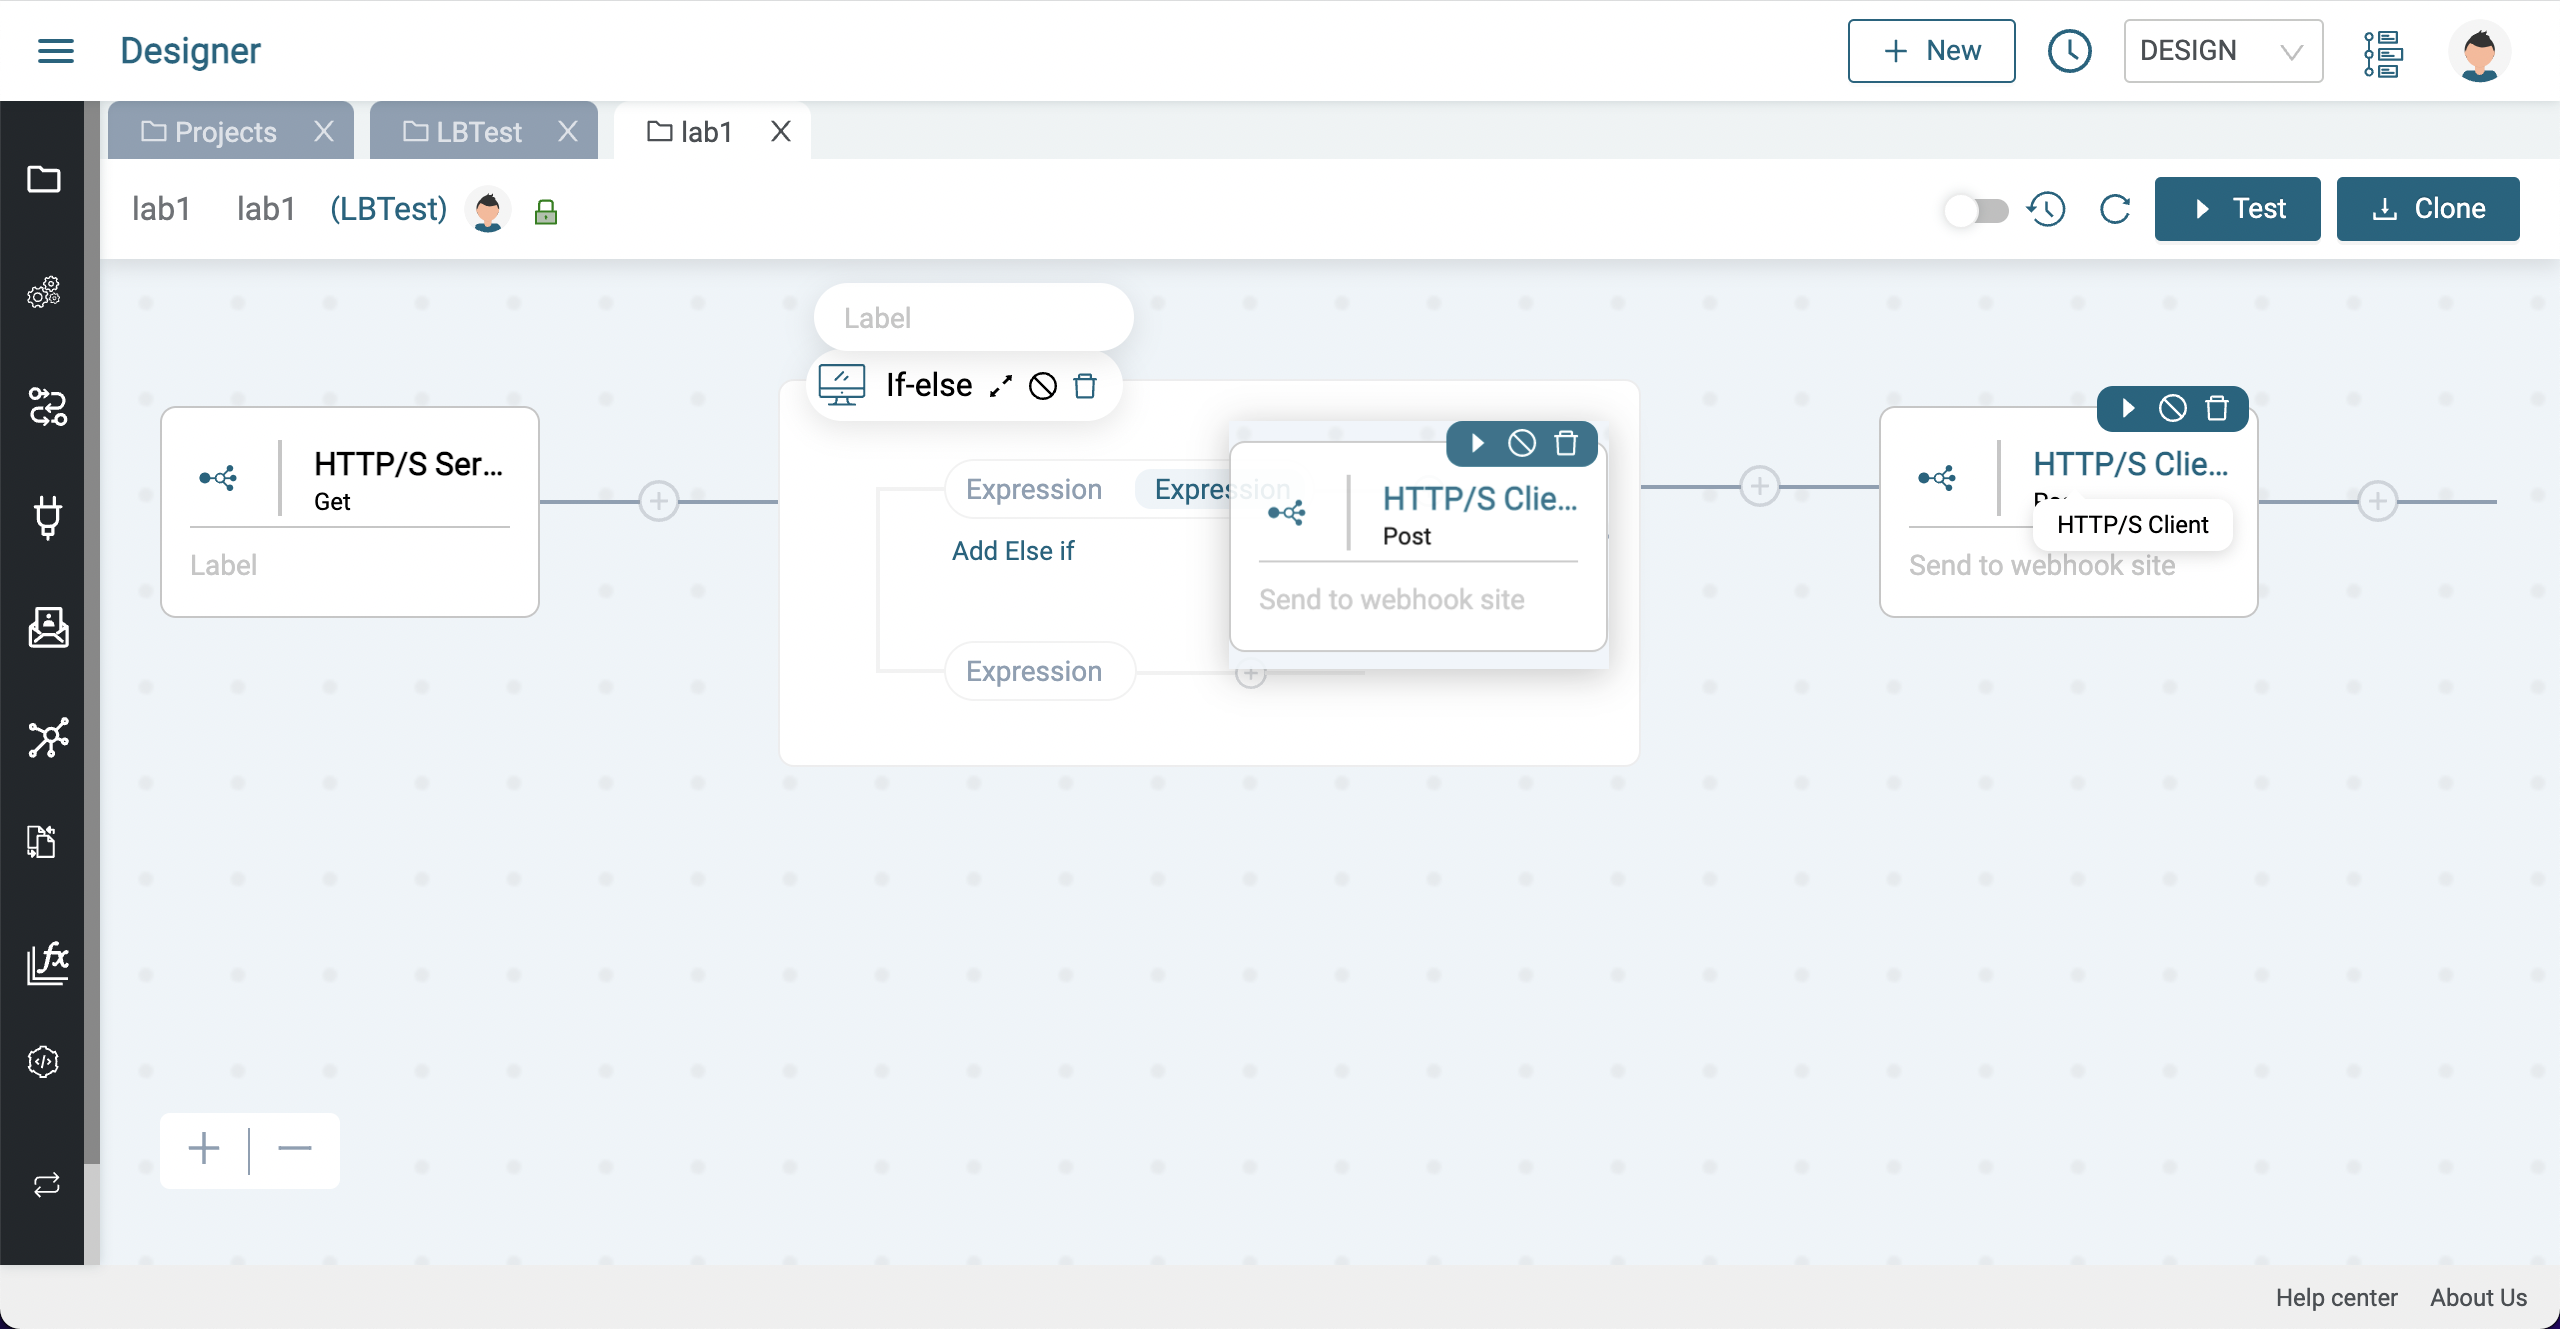 Designer
New
DESIGN
Projects
LBTest
lab1
lab1
lab1
(LBTest)
Test
Clone
Label
If-else
HTTP/S Ser...
Get
Label
Expression
Expression
Add Else if
HTTP/S Clie...
Post
Send to webhook site
Expression
HTTP/S Clie...
HTTP/S Client
Send to webhook site
Help center
About Us